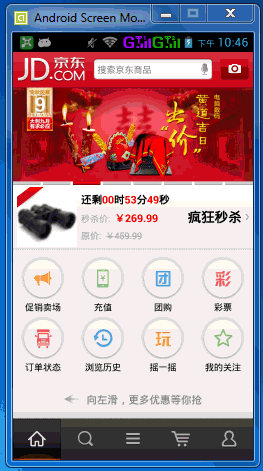 Android Screen Mo...
下午 10:46
JD 京东
.COM
搜索京东商品
9
黄道吉日
出"价"
还剩00时53分49秒
秒杀价: ￥269.99
疯狂秒杀
原价: ￥459.99
促销卖场
充值
团
团购
彩
彩票
订单状态
浏览历史
玩
摇一摇
我的关注
向左滑，更多优惠等你抢